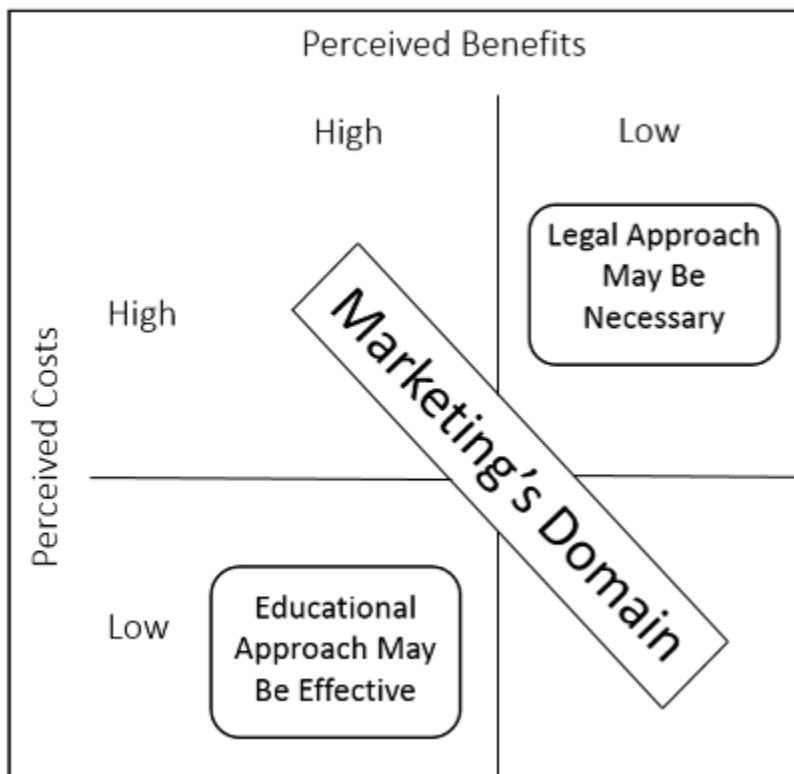 Perceived Benefits
High
Low
Legal Approach
May Be
Necessary
High
Marketing's Domain
Perceived Costs
Low
Educational
Approach May
Be Effective